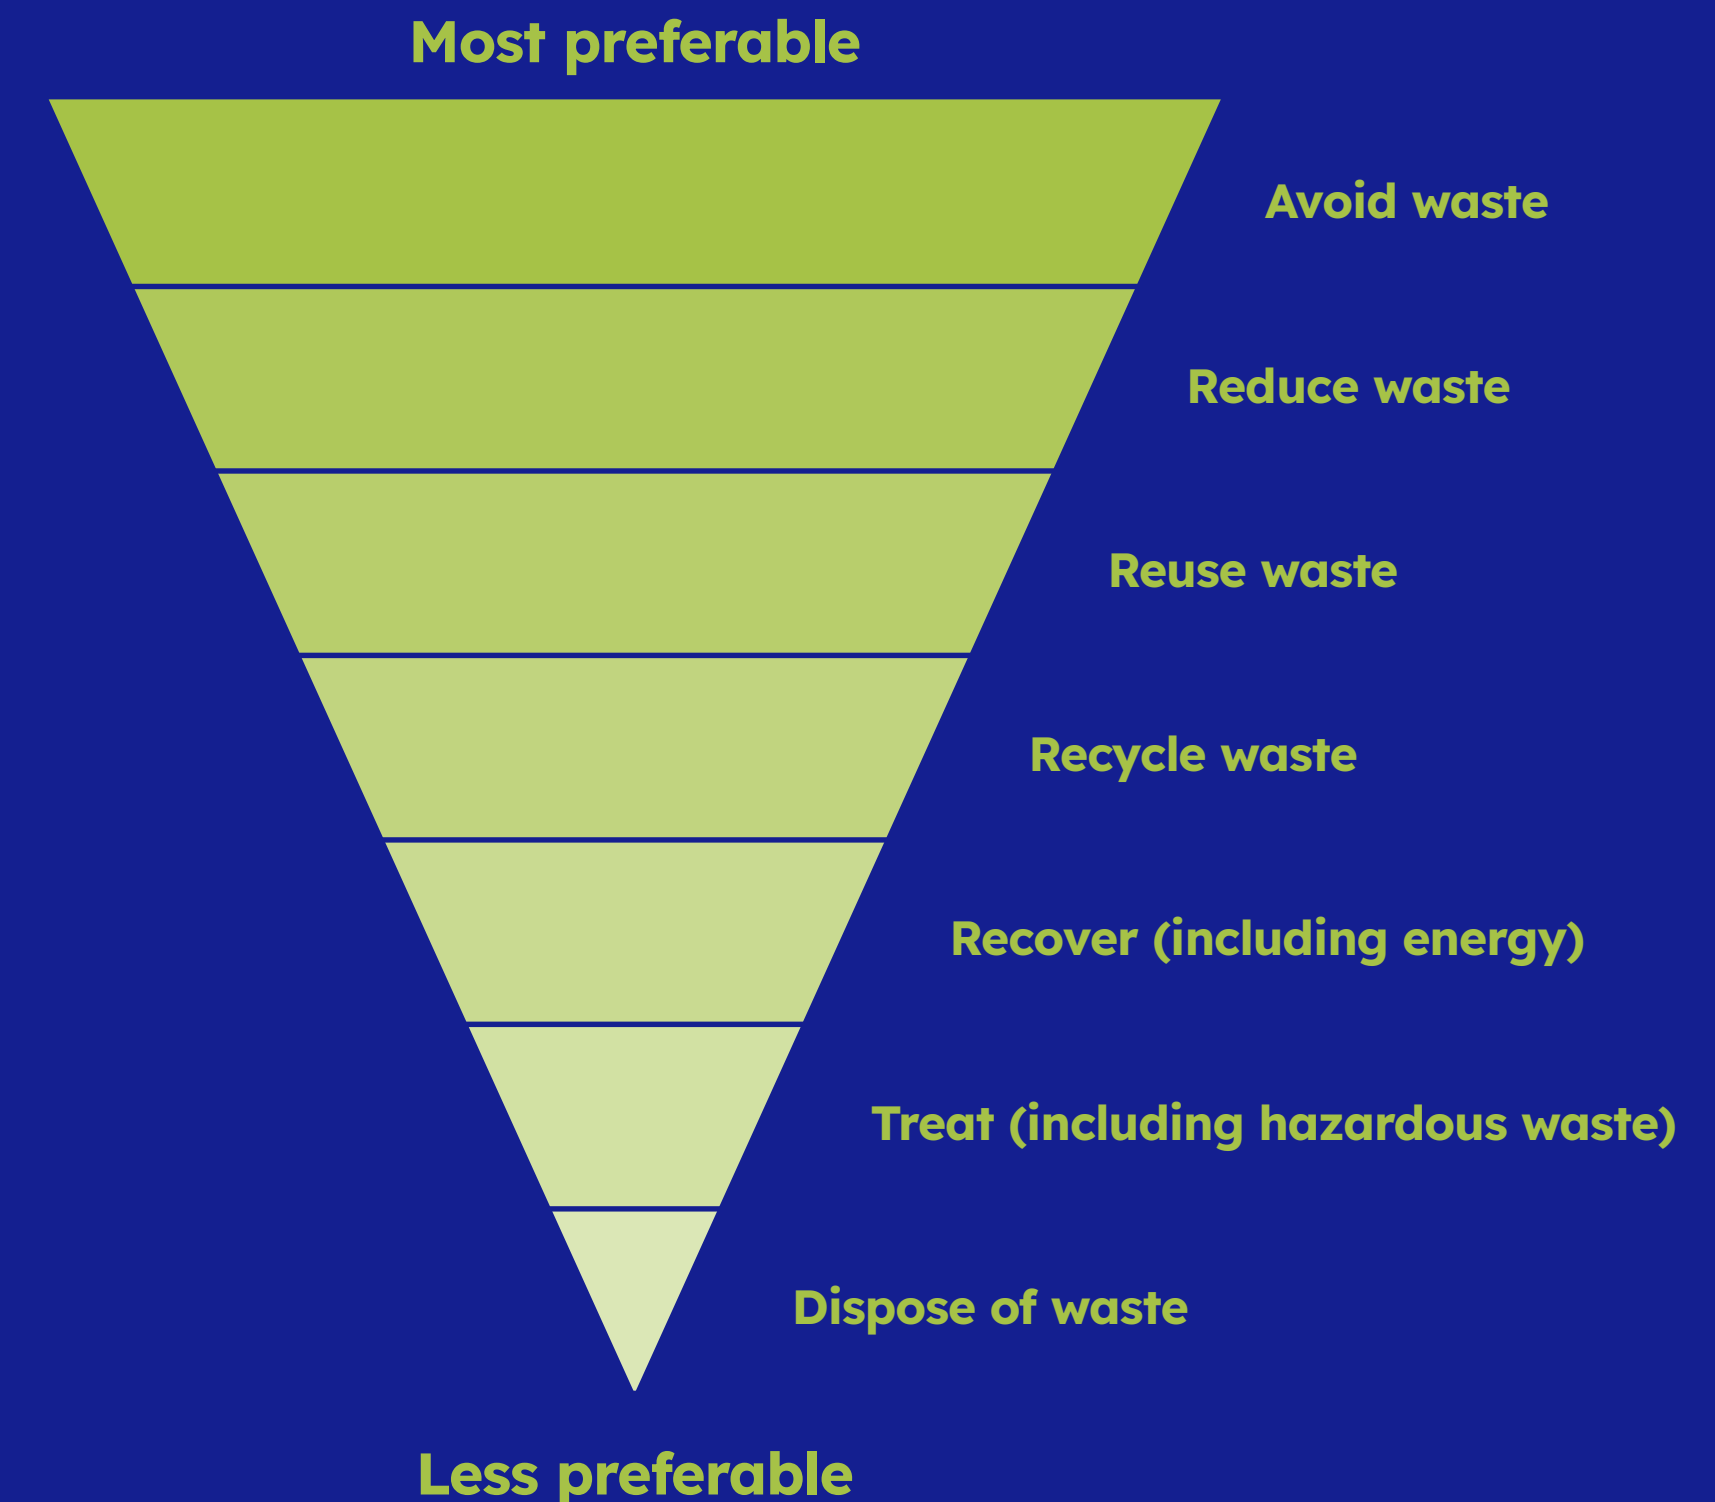 Most preferable
Avoid waste
Reduce waste
Reuse waste
Recycle waste
Recover (including energy)
Treat (including hazardous waste)
Dispose of waste
Less preferable